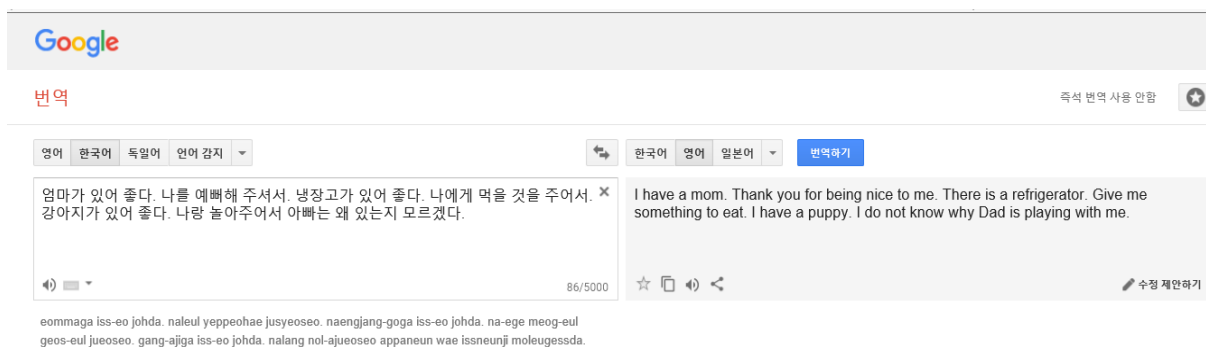 Google
번역
즉석 번역 사용 안함
영어 한국어 독일어 언어 감지
한국어 영어 일본어 번역하기
엄마가 있어 좋다. 나를 예뻐해 주셔서. 냉장고가 있어 좋다. 나에게 먹을 것을 주어서.
강아지가 있어 좋다. 나랑 놀아주어서 아빠는 왜 있는지 모르겠다.
I have a mom. Thank you for being nice to me. There is a refrigerator. Give me
something to eat. I have a puppy. I do not know why Dad is playing with me.
86/5000
수정 제안하기
eommaga iss-eo johda. naleul yeppeohae jusyeoseo. naengjang-goga iss-eo johda. na-ege meog-eul
geos-eul jueoseo. gang-ajiga iss-eo johda. nalang nol-ajueoseo appaneun wae issneunji moleugessda.